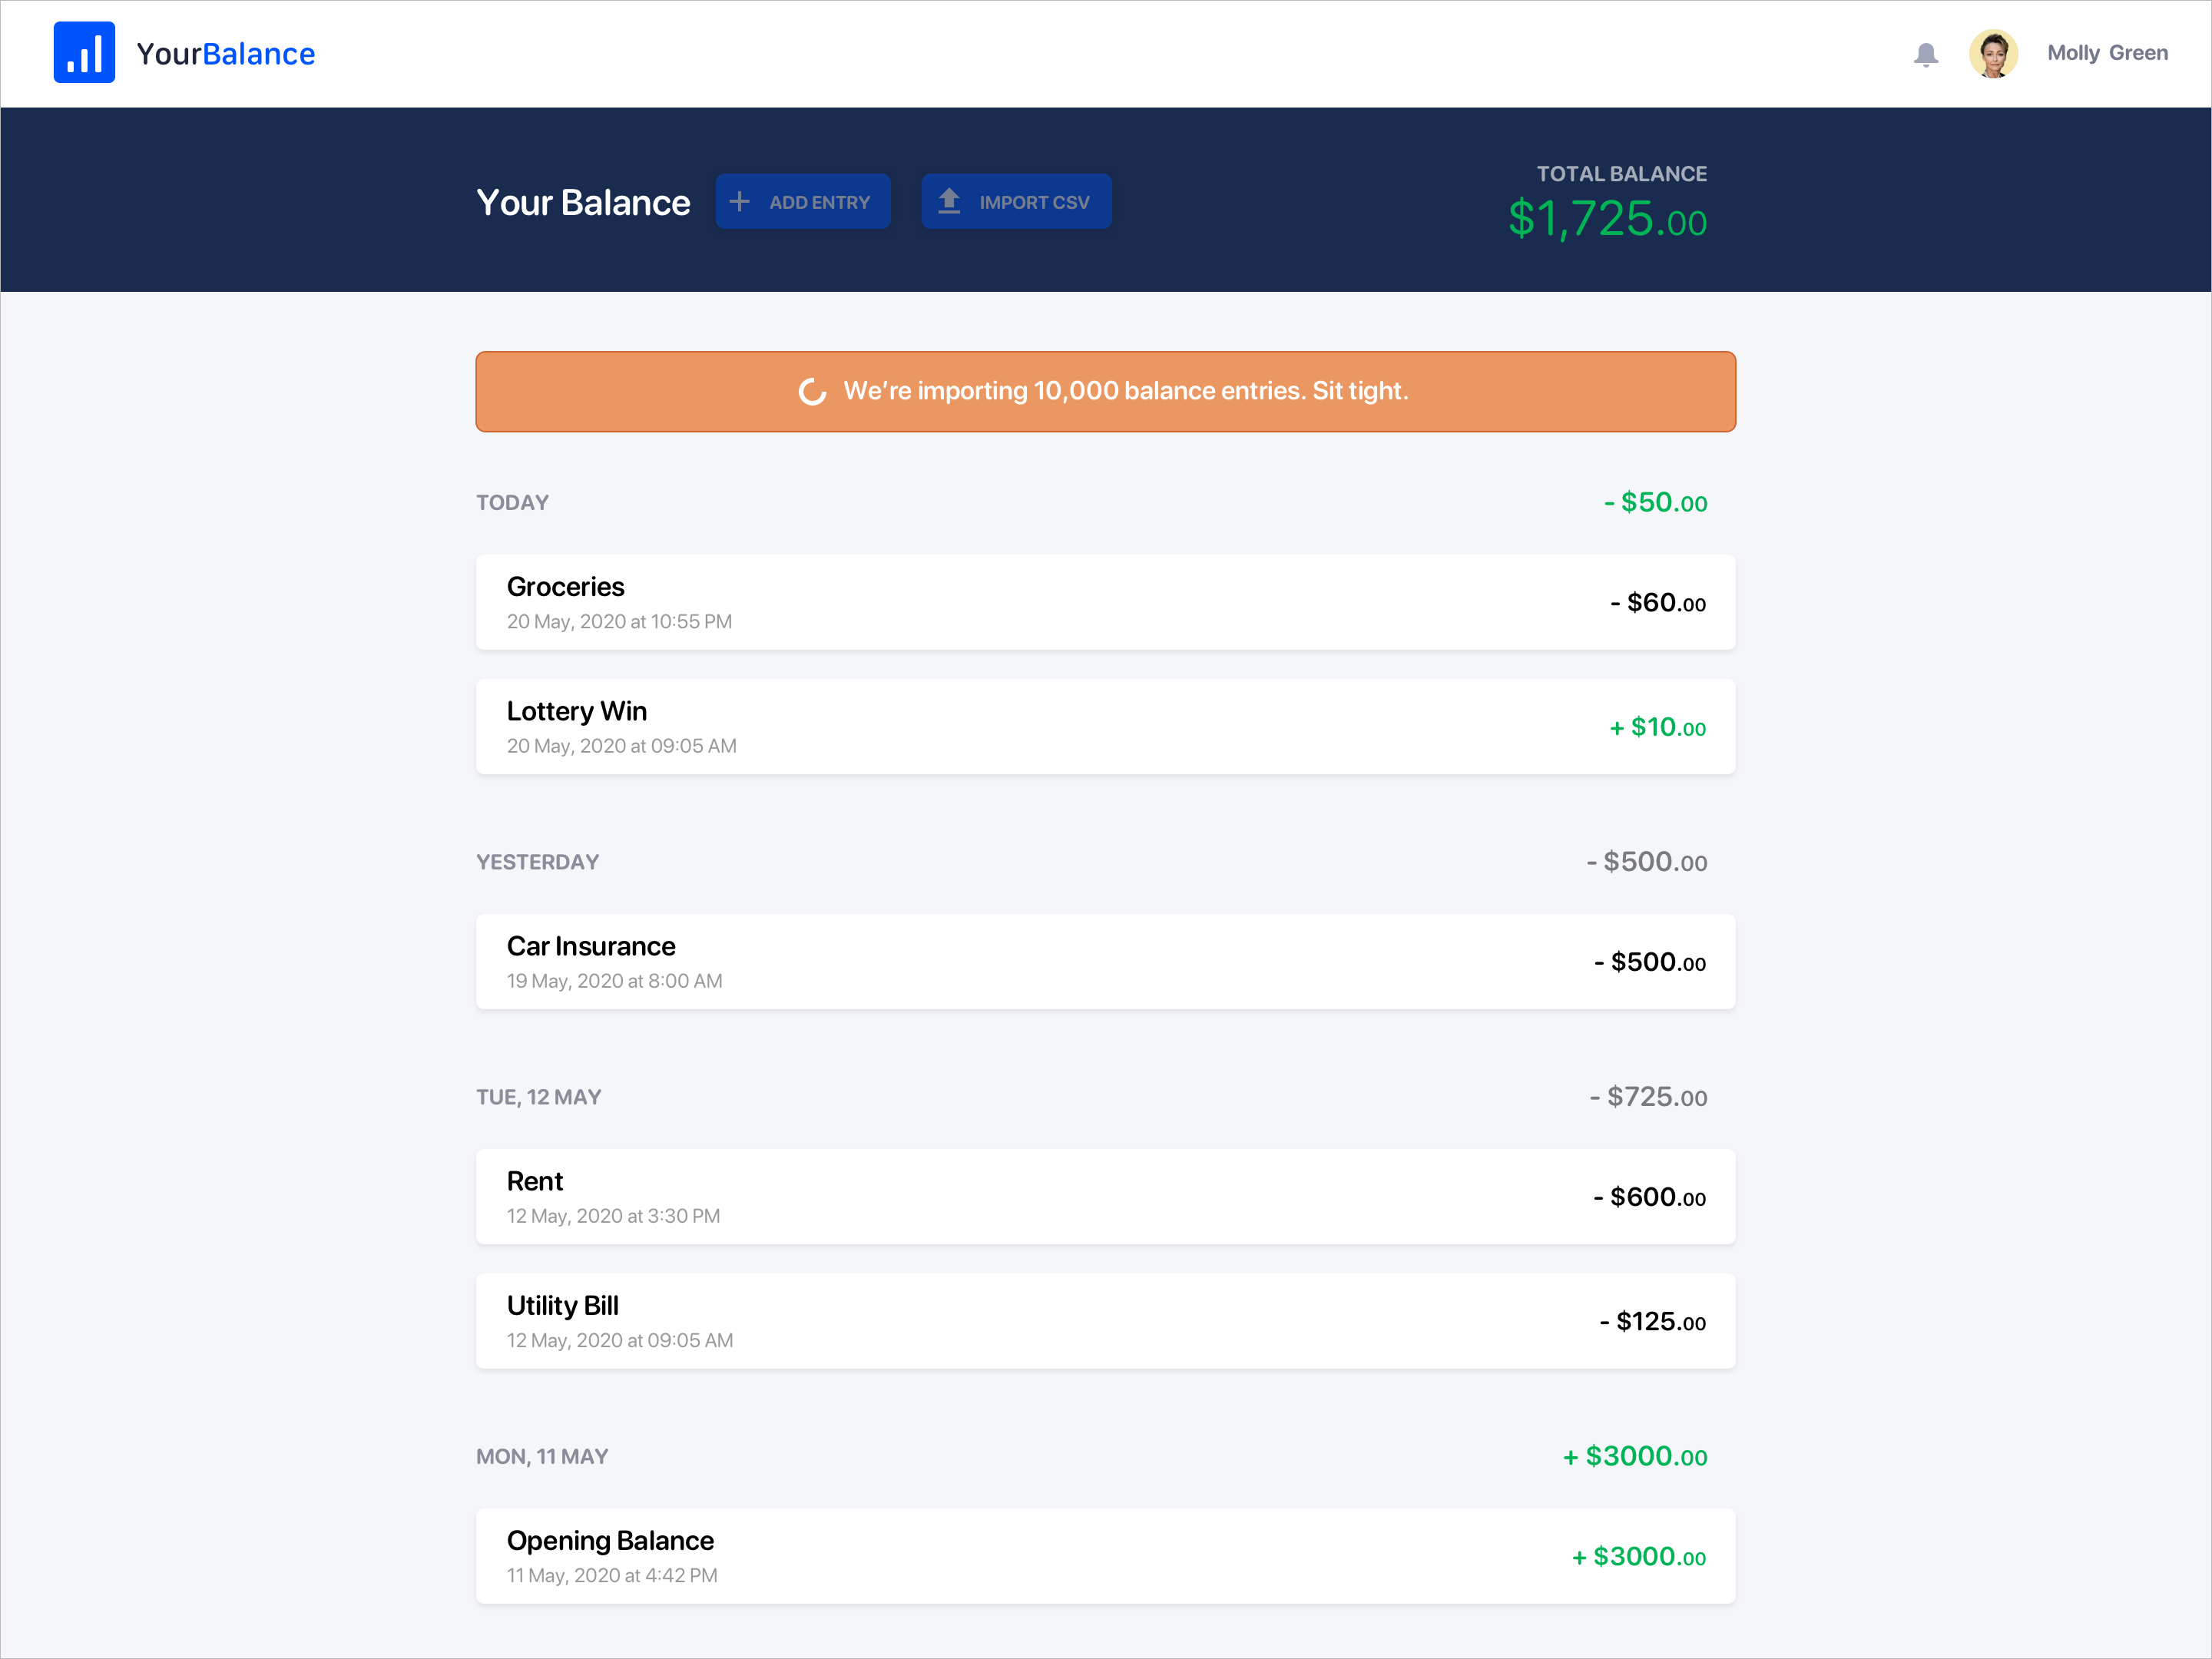 YourBalance
Molly Green
Your Balance
ADD ENTRY
IMPORT CSV
TOTAL BALANCE
$1,725.00
We're importing 10,000 balance entries. Sit tight.
TODAY - $50.00
Groceries
20 May, 2020 at 10:55 PM
- $60.00
Lottery Win
20 May, 2020 at 09:05 AM
+ $10.00
YESTERDAY - $500.00
Car Insurance
19 May, 2020 at 8:00 AM
- $500.00
TUE, 12 MAY - $725.00
Rent
12 May, 2020 at 3:30 PM
- $600.00
Utility Bill
12 May, 2020 at 09:05 AM
- $125.00
MON, 11 MAY + $3000.00
Opening Balance
11 May, 2020 at 4:42 PM
+ $3000.00